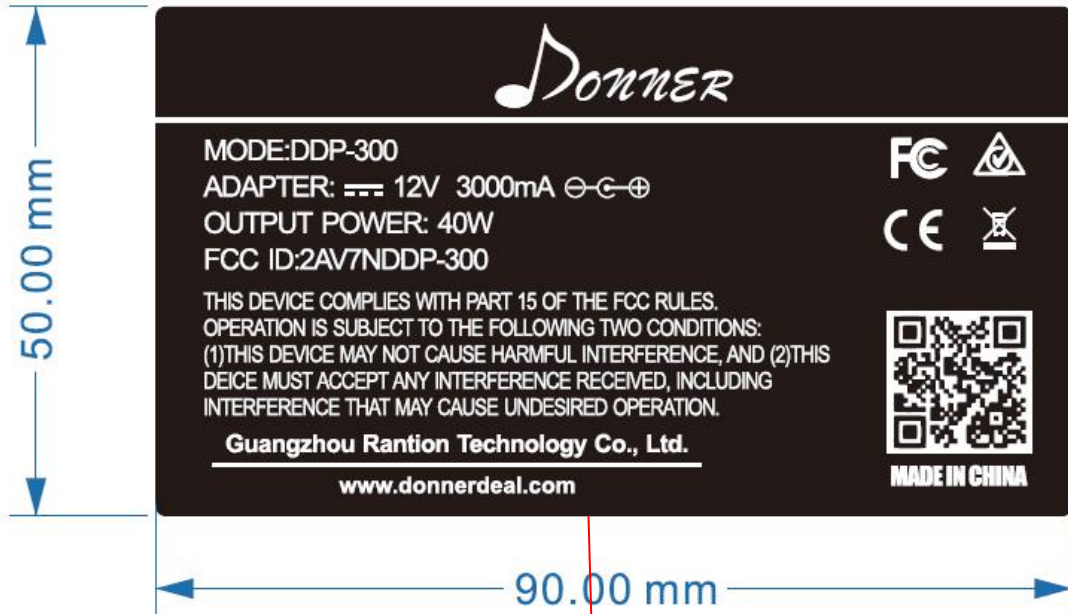 DONNER
MODE:DDP-300
ADAPTER: 12V 3000mA
OUTPUT POWER: 40W
FCC ID:2AV7NDDP-300
THIS DEVICE COMPLIES WITH PART 15 OF THE FCC RULES.
OPERATION IS SUBJECT TO THE FOLLOWING TWO CONDITIONS:
(1)THIS DEVICE MAY NOT CAUSE HARMFUL INTERFERENCE, AND (2)THIS
DEICE MUST ACCEPT ANY INTERFERENCE RECEIVED, INCLUDING
INTERFERENCE THAT MAY CAUSE UNDESIRED OPERATION.
Guangzhou Rantion Technology Co., Ltd.
www.donnerdeal.com
FC
CE
MADE IN CHINA
50.00 mm
90.00 mm